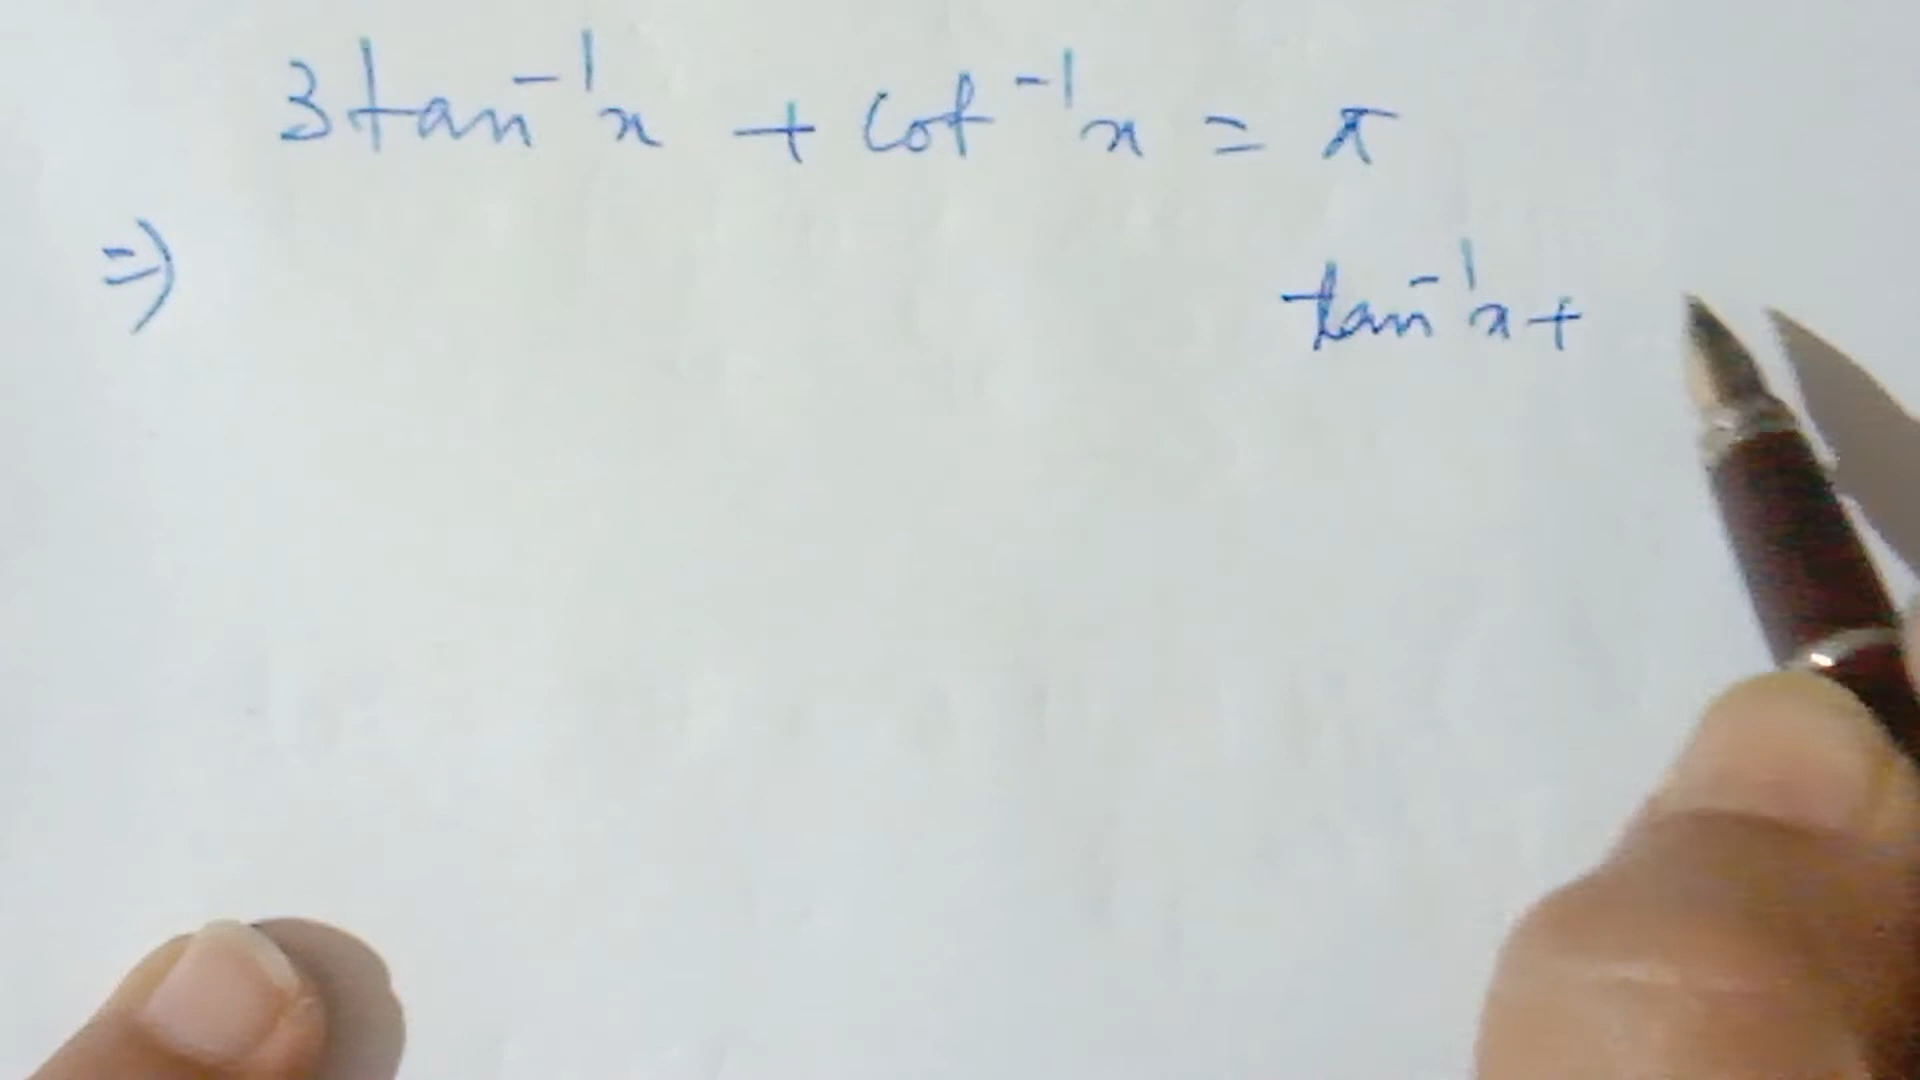 3tan⁻¹x + cot⁻¹x = π
⇒
tan⁻¹x +